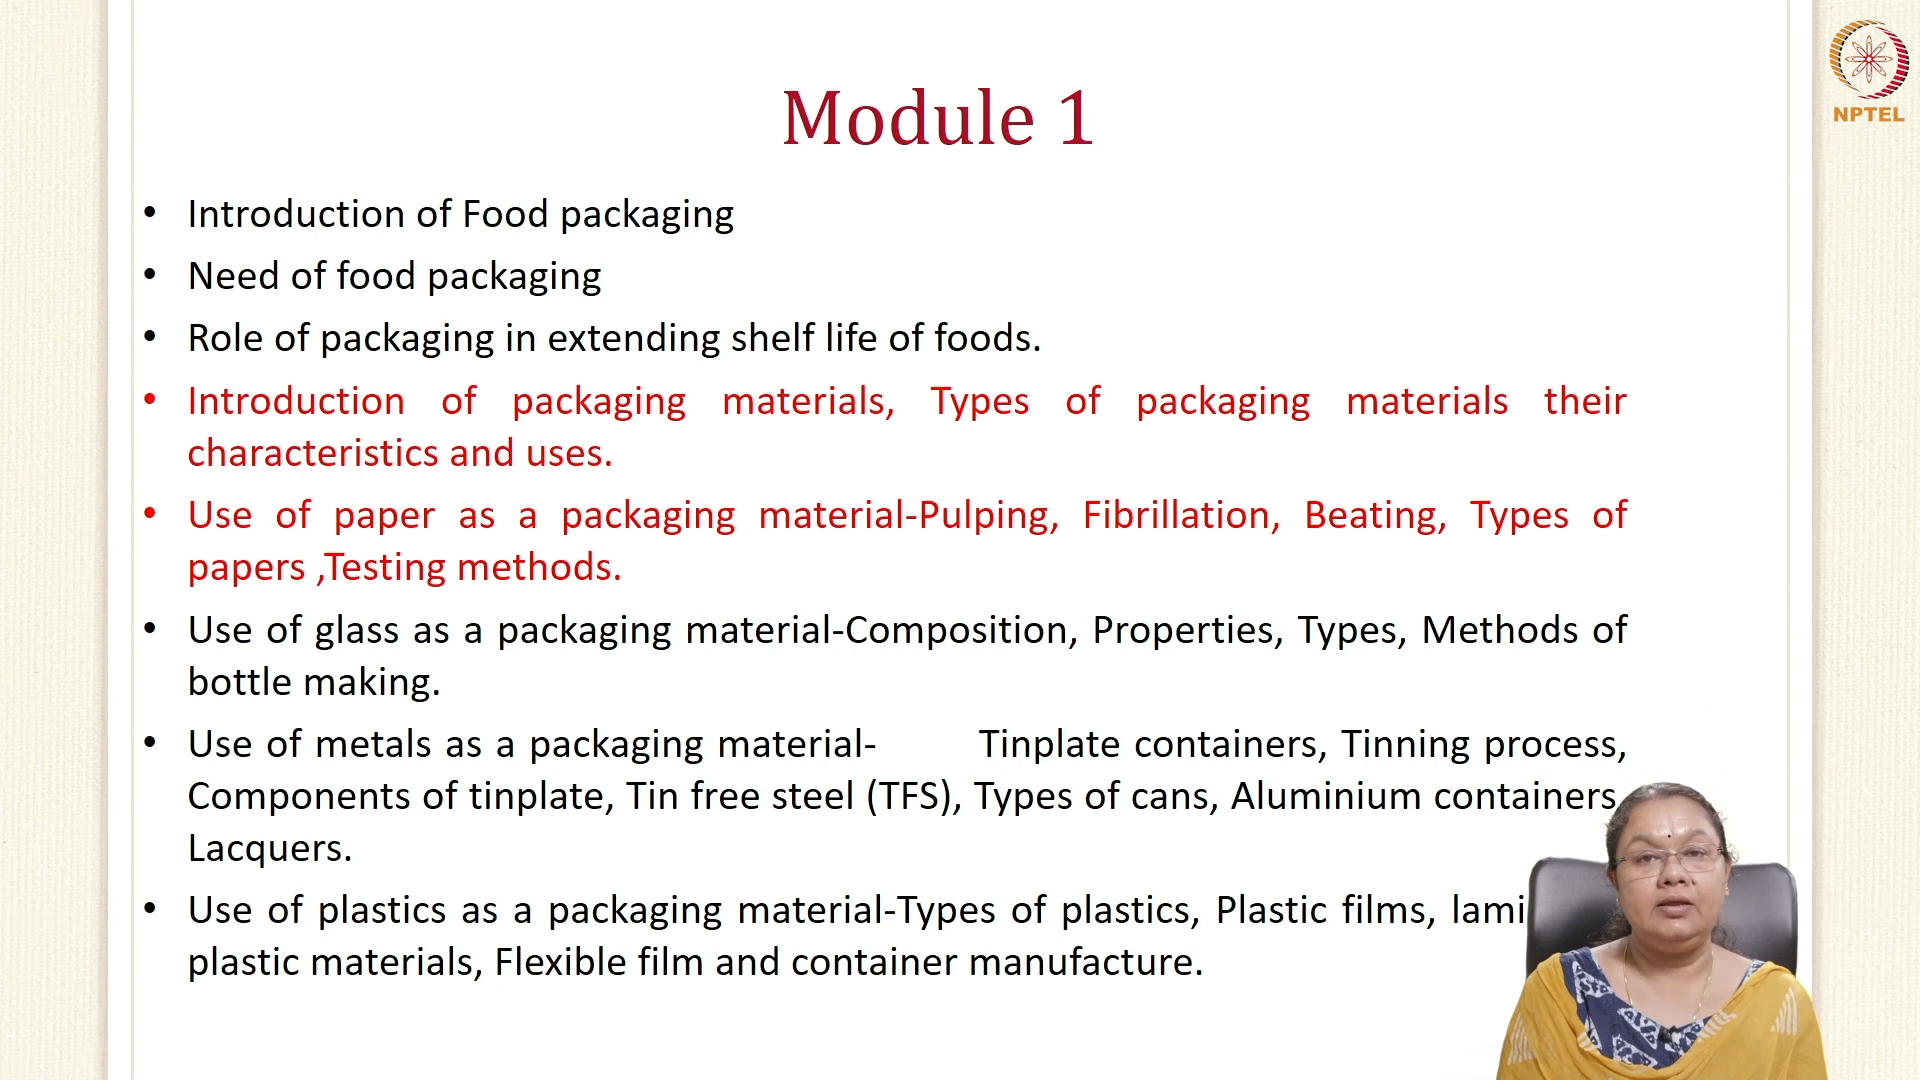 Module 1
NPTEL
• Introduction of Food packaging
• Need of food packaging
• Role of packaging in extending shelf life of foods.
• Introduction of packaging materials, Types of packaging materials their
characteristics and uses.
• Use of paper as a packaging material-Pulping, Fibrillation, Beating, Types of
papers ,Testing methods.
• Use of glass as a packaging material-Composition, Properties, Types, Methods of
bottle making.
• Use of metals as a packaging material- Tinplate containers, Tinning process,
Components of tinplate, Tin free steel (TFS), Types of cans, Aluminium containers
Lacquers.
• Use of plastics as a packaging material-Types of plastics, Plastic films,
plastic materials, Flexible film and container manufacture.